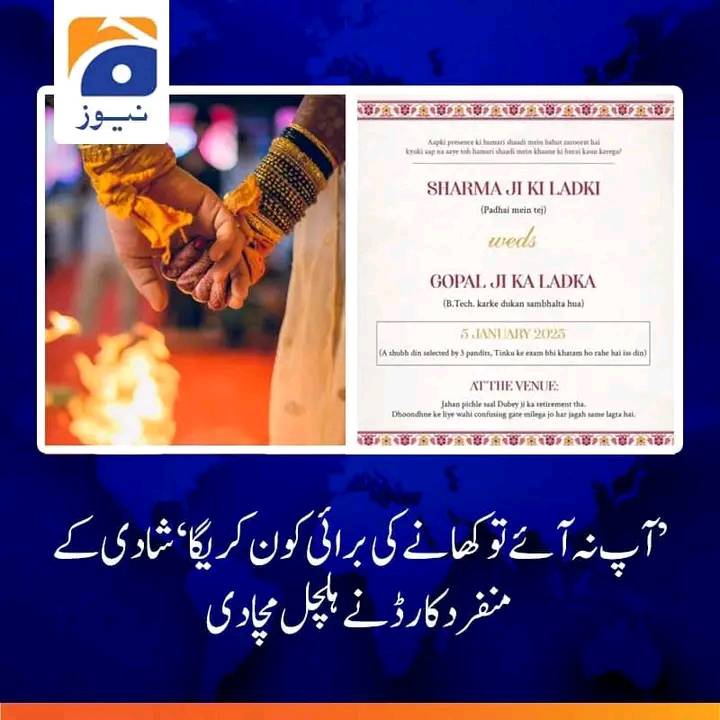 نیوز
Aapki presence ki humari shaadi mein bahut zaroorat hai
kyuki aap na aaye toh hamari shaadi mein khaane ki burai kaun karega?
SHARMA JI KI LADKI
(Padhai mein tej)
weds
GOPAL JI KA LADKA
(B.Tech. karke dukan sambhalta hua)
5 JANUARY 2025
(A shubh din selected by 3 pandits, Tinku ke exam bhi khatam ho rahe hai iss din)
AT THE VENUE:
Jahan pichle saal Dubey ji ka retirement tha.
Dhoondhne ke liye wahi confusing gate milega jo har jagah same lagta hai.
’آپ نہ آئے تو کھانے کی برائی کون کریگا‘ شادی کے
منفرد کارڈ نے ہلچل مچادی